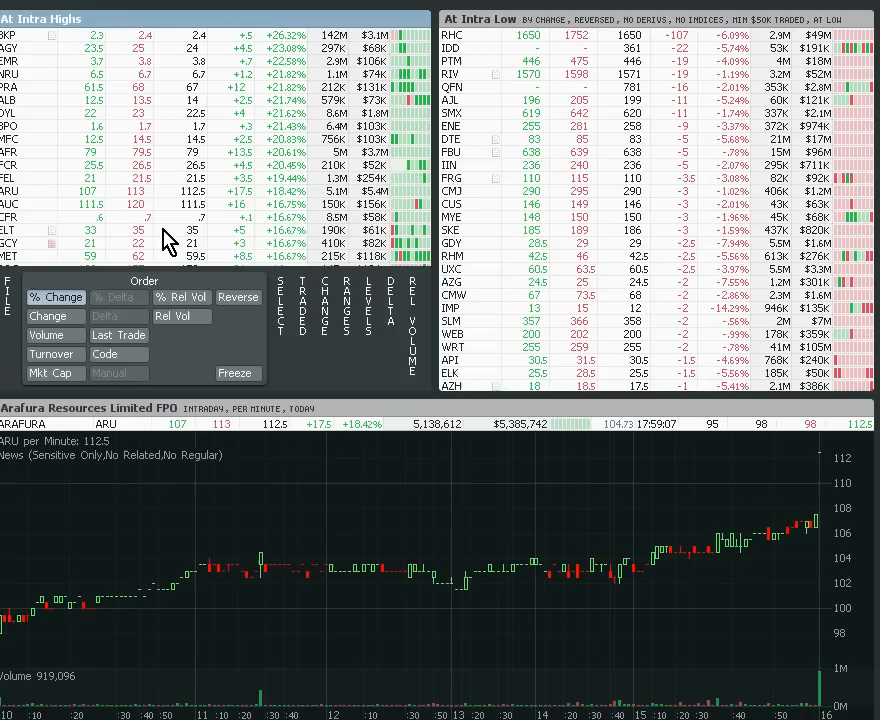 At Intra Highs
BKP 2.3 2.4 2.4 +.5 +26.32% 142M $3.1M
AGY 23.5 25 24 +4.5 +23.08% 297K $68K
EMR 3.7 3.8 3.8 +.7 +22.58% 2.9M $106K
NRU 6.5 6.7 6.7 +1.2 +21.82% 1.1M $74K
PRA 61.5 68 67 +12 +21.82% 212K $131K
ALB 12.5 13.5 14 +2.5 +21.74% 579K $73K
OYL 22 23 22.5 +4 +21.62% 8.6M $1.8M
BPO 1.6 1.7 1.7 +.3 +21.43% 6.4M $103K
MFC 12.5 14.5 14.5 +2.5 +20.83% 756K $103K
AFR 79 79.5 79 +13.5 +20.61% 5M $3.7M
FCR 25.5 26.5 26.5 +4.5 +20.45% 210K $52K
FEL 21 21.5 21.5 +3.5 +19.44% 1.3M $254K
ARU 107 113 112.5 +17.5 +18.42% 5.1M $5.4M
AUC 111.5 120 111.5 +16 +16.75% 150K $156K
CFR .6 .7 .7 +.1 +16.67% 8.5M $58K
ELT 33 35 35 +5 +16.67% 190K $61K
GCY 21 22 21 +3 +16.67% 410K $82K
MET 59 62 59.5 +8.5 +16.67% 215K $118K
At Intra Low BY CHANGE, REVERSED, NO DERIVS, NO INDICES, MIN $50K TRADED, AT LOW
RHC 1650 1752 1650 -107 -6.09% 2.9M $49M
IDD - - 361 -22 -5.74% 53K $191K
PTM 446 475 446 -19 -4.09% 4M $18M
RIV 1570 1598 1571 -19 -1.19% 3.2M $52M
QFN - - 781 -16 -2.01% 353K $2.8M
AJL 196 205 199 -11 -5.24% 60K $121K
SMX 619 642 620 -11 -1.74% 337K $2.1M
ENE 255 281 258 -9 -3.37% 372K $974K
DTE 83 85 83 -5 -5.68% 21K $17M
FBU 638 639 638 -5 -.78% 15M $96M
IIN 236 240 236 -5 -2.07% 295K $711K
FRG 110 115 110 -3.5 -3.08% 82K $92K
CMJ 290 295 290 -3 -1.02% 406K $1.2M
CUS 146 149 146 -3 -2.01% 43K $63K
MYE 148 150 150 -3 -1.96% 45K $68K
SKE 185 189 186 -3 -1.59% 437K $820K
GDY 28.5 29 29 -2.5 -7.94% 5.5M $1.6M
RHM 42.5 46 42.5 -2.5 -5.56% 613K $276K
UXC 60.5 63.5 60.5 -2.5 -3.97% 5.5M $3.3M
AZG 24.5 25 24.5 -2 -7.55% 1.2M $301K
CMW 67 73.5 68 -2 -2.86% 2.3M $1.6M
IMP 13 15 12 -2 -14.29% 946K $135K
SLM 357 366 358 -2 -.56% 2M $7M
WEB 200 202 200 -2 -.99% 178K $359K
WRT 255 259 255 -2 -.78% 41M $105M
API 30.5 31.5 30.5 -1.5 -4.69% 768K $240K
ELK 25.5 27.5 25.5 -1.5 -5.56% 185K $50K
AZH 18 18.5 17.5 -1 -5.41% 2.1M $386K
FILE
Order
% Change % Delta % Rel Vol Reverse
Change Delta Rel Vol
Volume Last Trade
Turnover Code
Mkt Cap Manual Freeze
SELECT
TRADED
CHANGE
RANGES
LEVELS
DELTA
REL VOLUME
Arafura Resources Limited FPO INTRADAY, PER MINUTE, TODAY
ARAFURA ARU 107 113 112.5 +17.5 +18.42% 5,138,612 $5,385,742 104.73 17:59:07 95 98 98 112.5
ARU per Minute: 112.5
News (Sensitive Only,No Related,No Regular)
112
110
108
106
104
102
100
98
Volume 919,096
1M
0M
10 :20 :30 :40 :50 11 :10 :20 :30 :40 12 :10 :30 :40 :50 13 :20 :30 14 :20 :30 :40 15 :10 :20 :30 :40 :50 16